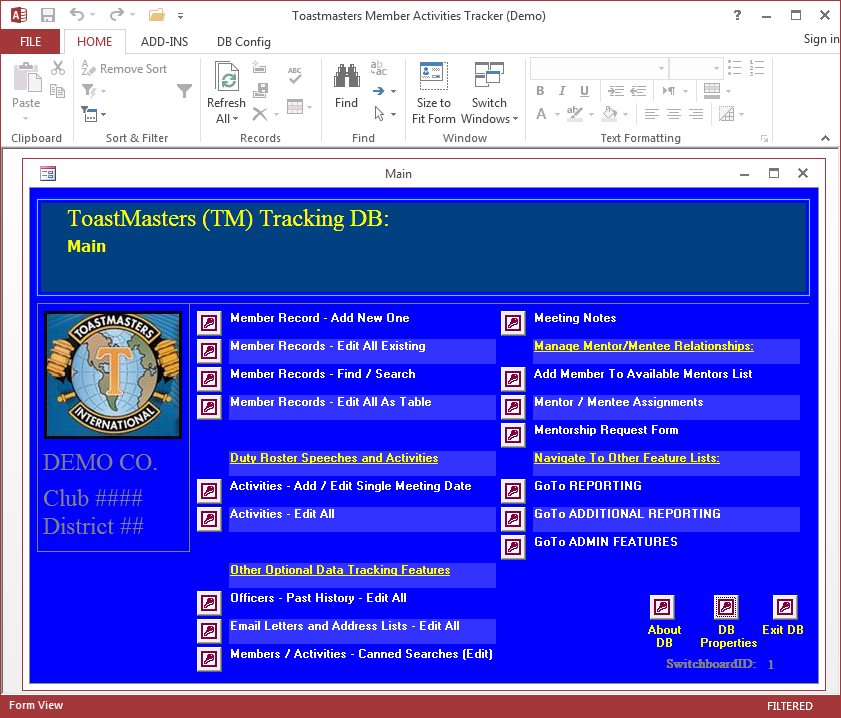 Toastmasters Member Activities Tracker (Demo)
FILE
HOME
ADD-INS
DB Config
Sign in
Paste
Clipboard
Remove Sort
Sort & Filter
Refresh
All
ABC
Records
Find
ab
ac
Find
Size to
Fit Form
Switch
Windows
Window
B I U
A
Text Formatting
Main
ToastMasters (TM) Tracking DB:
Main
TOASTMASTERS
T
INTERNATIONAL
DEMO CO.
Club ####
District ##
Member Record - Add New One
Member Records - Edit All Existing
Member Records - Find / Search
Member Records - Edit All As Table
Duty Roster Speeches and Activities
Activities - Add / Edit Single Meeting Date
Activities - Edit All
Other Optional Data Tracking Features
Officers - Past History - Edit All
Email Letters and Address Lists - Edit All
Members / Activities - Canned Searches (Edit)
Meeting Notes
Manage Mentor/Mentee Relationships:
Add Member To Available Mentors List
Mentor / Mentee Assignments
Mentorship Request Form
Navigate To Other Feature Lists:
GoTo REPORTING
GoTo ADDITIONAL REPORTING
GoTo ADMIN FEATURES
About
DB
DB
Properties
Exit DB
SwitchboardID: 1
Form View
FILTERED